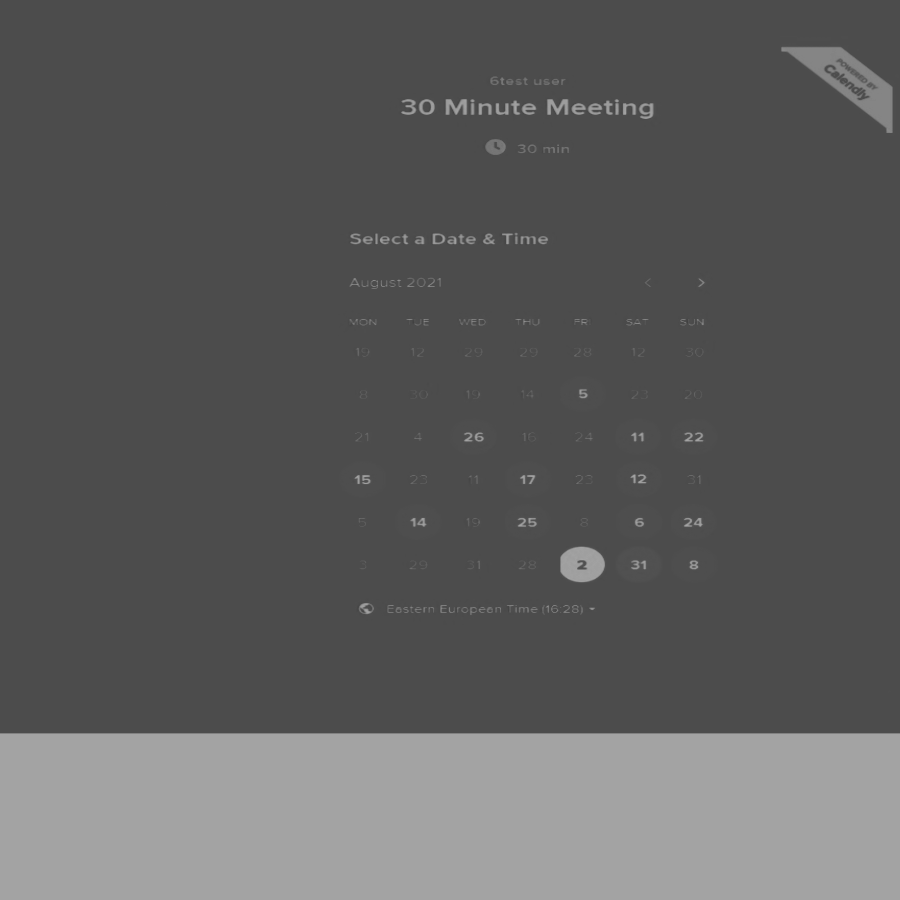 6test user
30 Minute Meeting
30 min
POWERED BY
Calendly
Select a Date & Time
August 2021
MON TUE WED THU FRI SAT SUN
19 12 29 29 28 12 30
8 30 19 14 5 23 20
21 4 26 16 24 11 22
15 23 11 17 23 12 31
5 14 19 25 8 6 24
3 29 31 28 2 31 8
Eastern European Time (16:28)